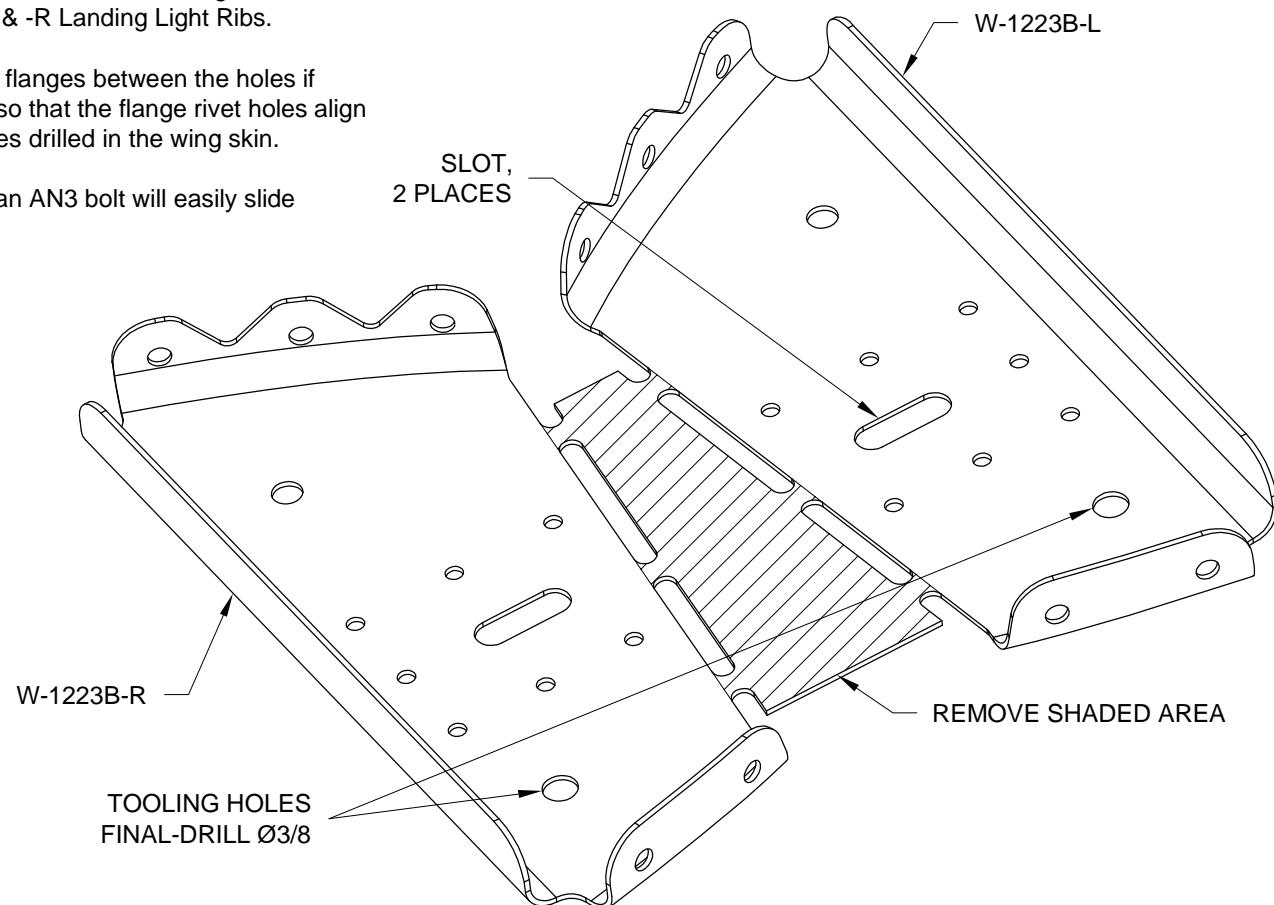 & -R Landing Light Ribs.
flanges between the holes if
so that the flange rivet holes align
es drilled in the wing skin.
an AN3 bolt will easily slide
W-1223B-L
SLOT,
2 PLACES
W-1223B-R
REMOVE SHADED AREA
TOOLING HOLES
FINAL-DRILL Ø3/8